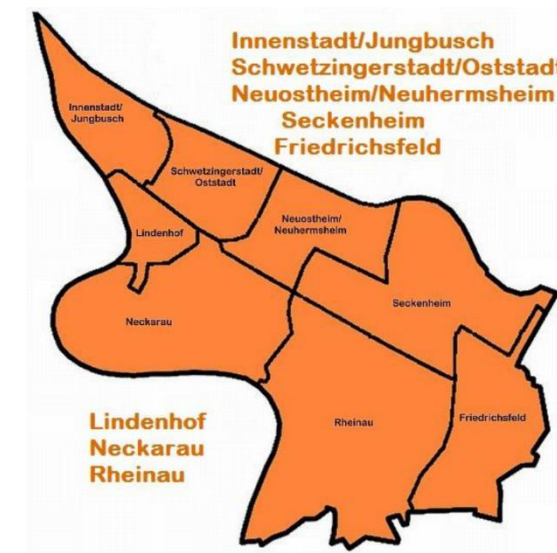 Innenstadt/Jungbusch
Schwetzingerstadt/Oststadt
Neuostheim/Neuhermsheim
Seckenheim
Friedrichsfeld
Innenstadt/
Jungbusch
Schwetzingerstadt/
Oststadt
Lindenhof
Neuostheim/
Neuhermsheim
Seckenheim
Neckarau
Rheinau
Friedrichsfeld
Lindenhof
Neckarau
Rheinau